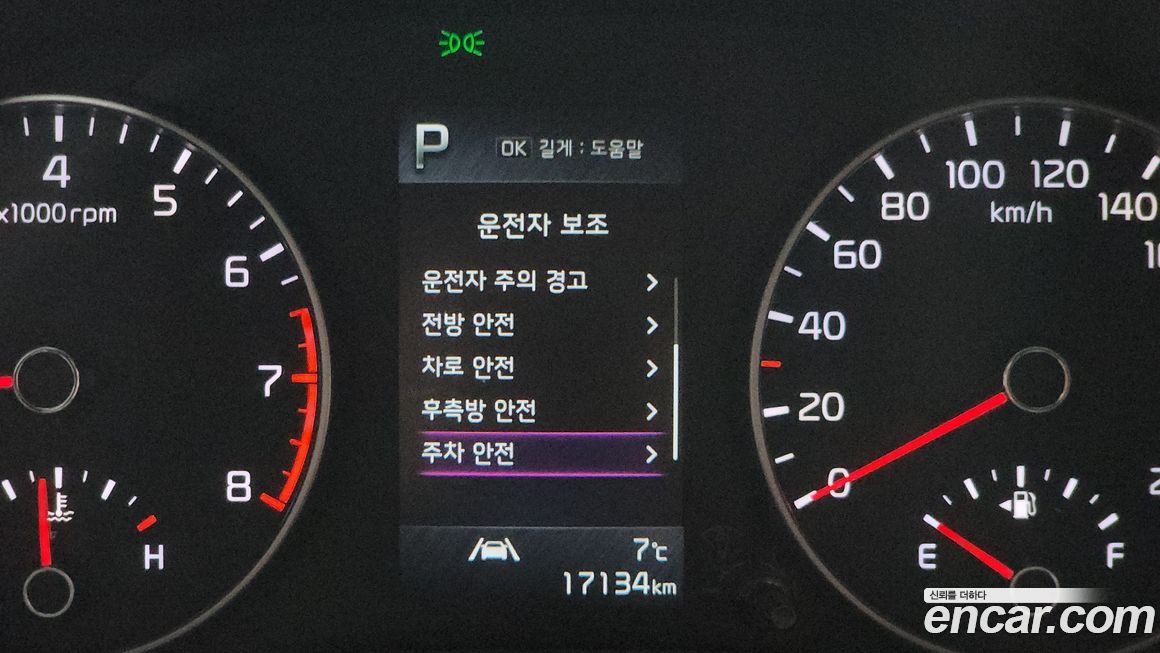 P
OK 길게 : 도움말
운전자 보조
운전자 주의 경고
전방 안전
차로 안전
후측방 안전
주차 안전
7℃
17134km
4
5
6
7
8
x1000 rpm
H
0
20
40
60
80
100
120
140
km/h
E
F
신뢰를 더하다
encar.com